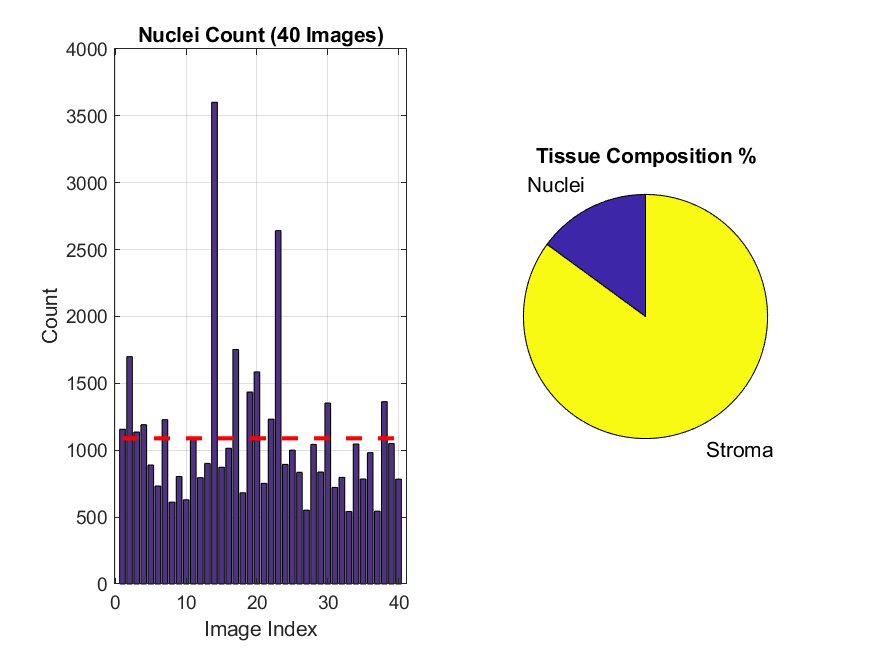 Nuclei Count (40 Images)
4000
3500
3000
2500
2000
1500
1000
500
0
Count
0 10 20 30 40
Image Index
Tissue Composition %
Nuclei
Stroma